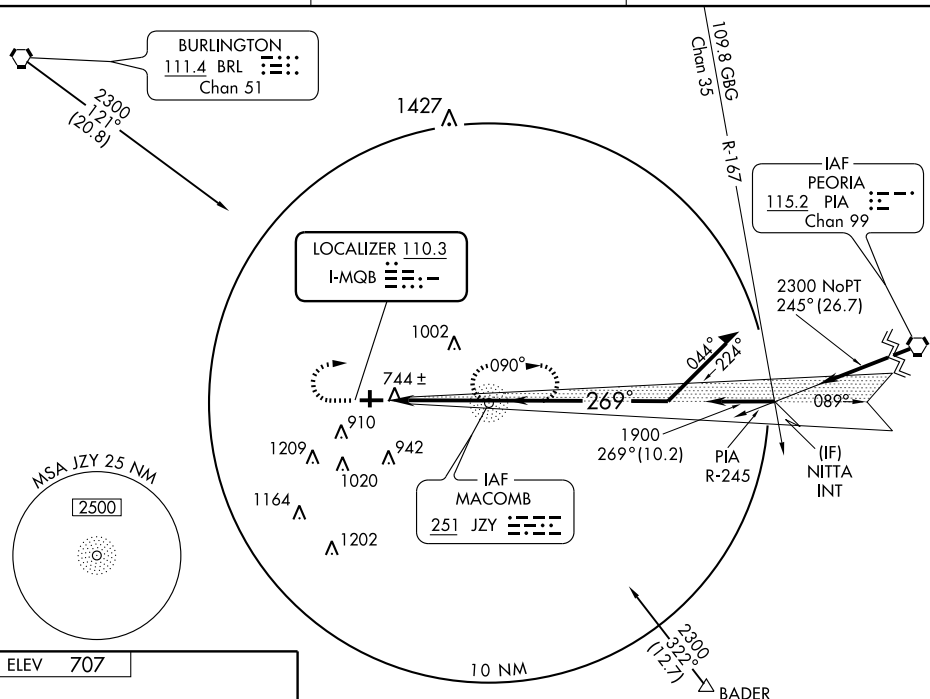 BURLINGTON
111.4 BRL
Chan 51
2300
121°
(20.8)
1427
109.8 GBG
Chan 35
R-167
IAF
PEORIA
115.2 PIA
Chan 99
2300 NoPT
245° (26.7)
LOCALIZER 110.3
I-MQB
1002
744 ±
090°
044°
224°
269°
089°
910
1209
942
1020
1164
1202
1900
269° (10.2)
PIA
R-245
(IF)
NITTA
INT
IAF
MACOMB
251 JZY
MSA JZY 25 NM
2500
2300
322°
(12.7)
10 NM
BADER
ELEV 707